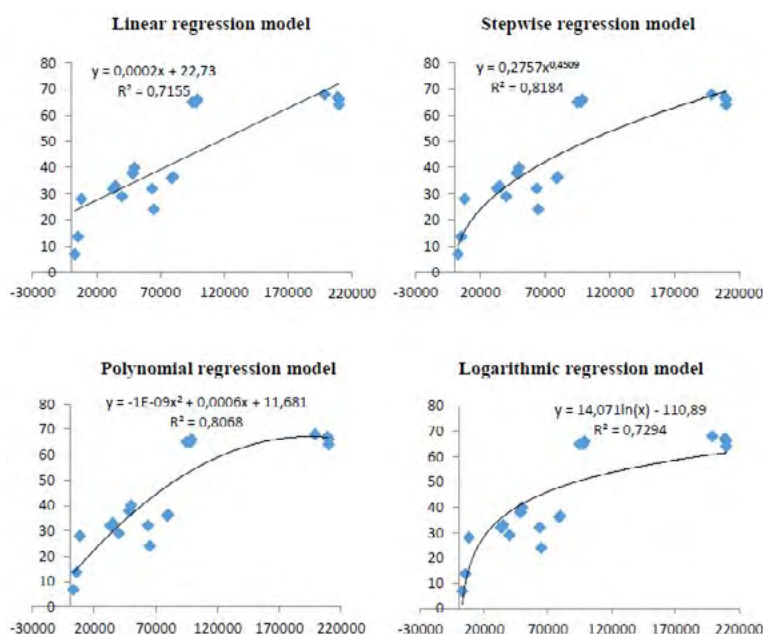 Linear regression model
y = 0,0002x + 22,73
R² = 0,7155
80
70
60
50
40
30
20
10
0
-30000 20000 70000 120000 170000 220000
Stepwise regression model
y = 0,2757x^0,4509
R² = 0,8184
80
70
60
50
40
30
20
10
0
-30000 20000 70000 120000 170000 220000
Polynomial regression model
y = -1E-09x² + 0,0006x + 11,681
R² = 0,8068
80
70
60
50
40
30
20
10
0
-30000 20000 70000 120000 170000 220000
Logarithmic regression model
y = 14,071ln(x) - 110,89
R² = 0,7294
80
70
60
50
40
30
20
10
0
-30000 20000 70000 120000 170000 220000